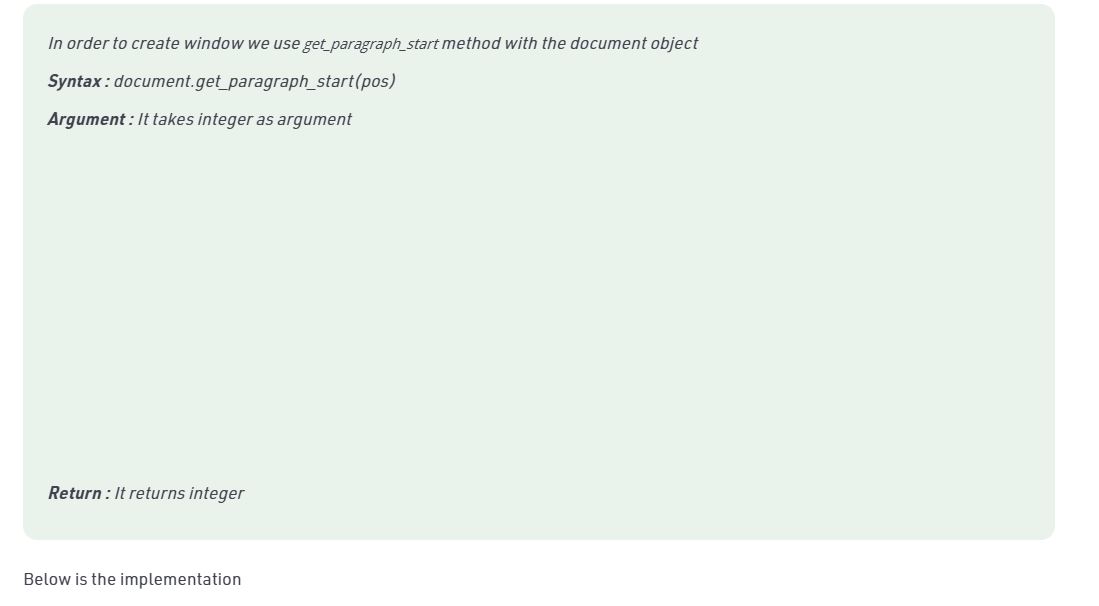 In order to create window we use get_paragraph_start method with the document object
Syntax : document.get_paragraph_start(pos)
Argument : It takes integer as argument
Return : It returns integer
Below is the implementation